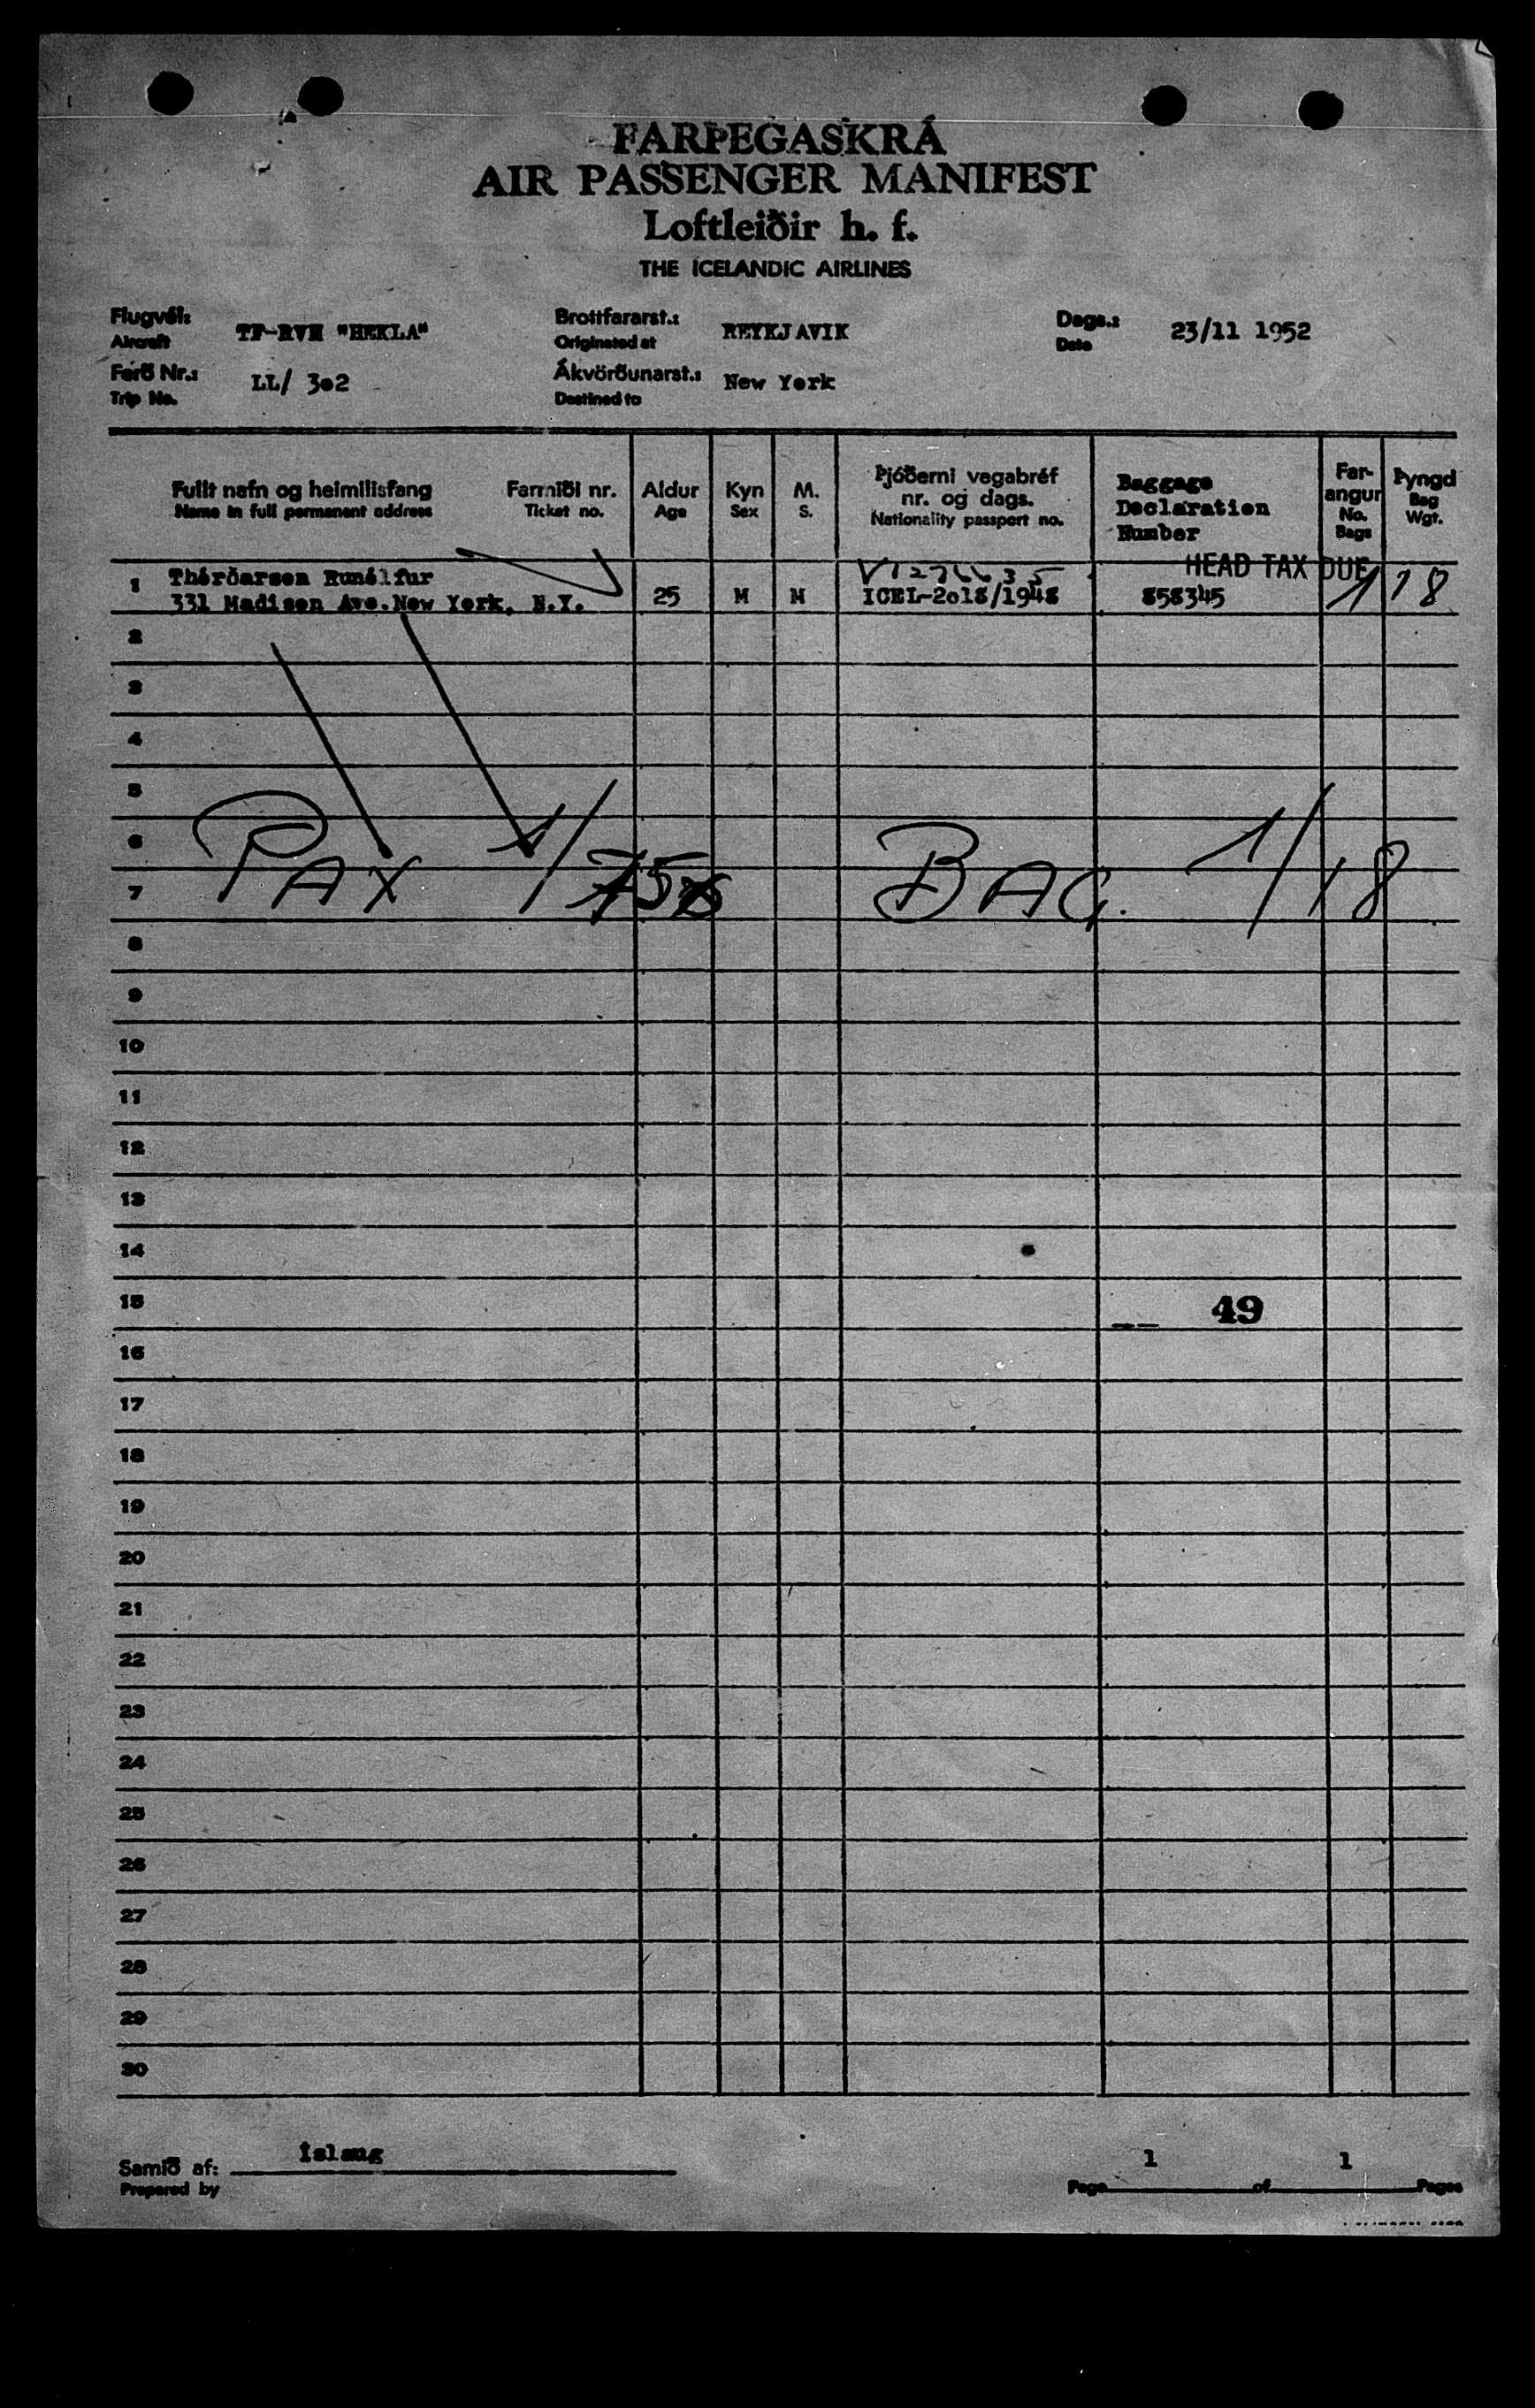 FARÞEGASKRÁ
AIR PASSENGER MANIFEST
Loftleiðir h. f.
THE ICELANDIC AIRLINES
Flugvél: TF-RVH "HEKLA" Brottfararst.: REYKJAVIK Dags.: 23/11 1952
Aircraft Originated at Date
Ferð Nr.: LL/ 3o2 Ákvörðunarst.: New York
Trip No. Destined to
Fullt nafn og heimilisfang Farmiði nr. Aldur Kyn M. Þjóðerni vegabréf nr. og dags. Baggage Declaration Number Far-angur Þyngd
Name in full permanent address Ticket no. Age Sex S. Nationality passport no. No. Bags Bag Wgt.
HEAD TAX DUE
1 Thórðarson Runólfur
331 Madison Ave.New York, N.Y. 25 M M ICEL-2o18/1948 858345 1 18
2
3
4
5
6
PAX 1/ BAG. 1/18
7
8
9
10
11
12
13
14
15 49
16
17
18
19
20
21
22
23
24
25
26
27
28
29
30
Samið af: Íslaug
Prepared by
Page 1 of 1 Pages